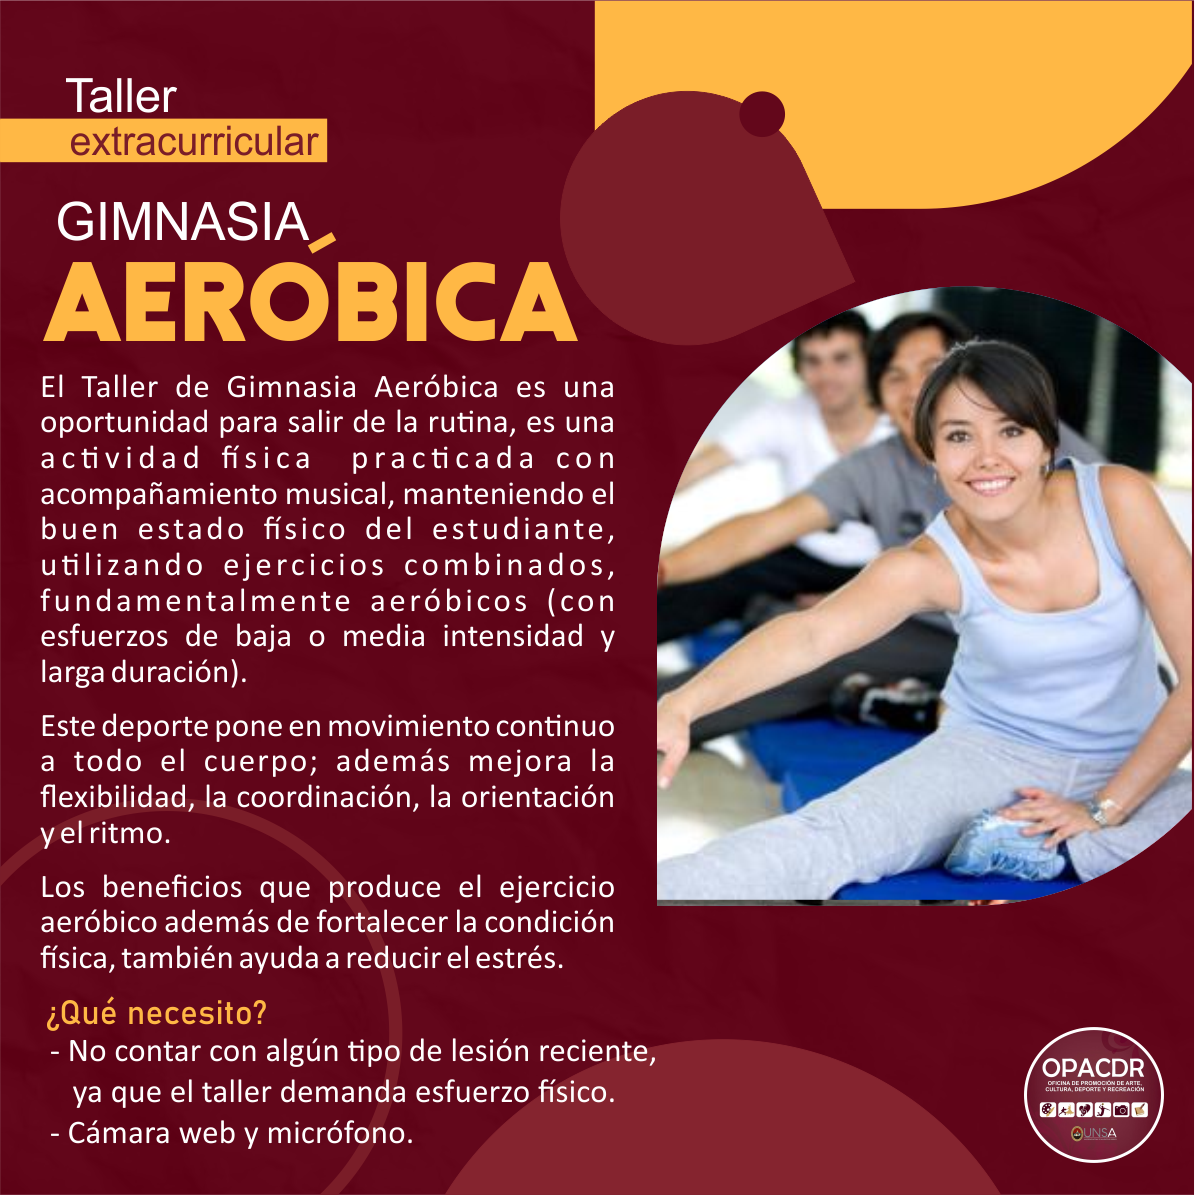 Taller
extracurricular
GIMNASIA
AERÓBICA
El Taller de Gimnasia Aeróbica es una
oportunidad para salir de la rutina, es una
actividad física practicada con
acompañamiento musical, manteniendo el
buen estado físico del estudiante,
utilizando ejercicios combinados,
fundamentalmente aeróbicos (con
esfuerzos de baja o media intensidad y
larga duración).
Este deporte pone en movimiento continuo
a todo el cuerpo; además mejora la
flexibilidad, la coordinación, la orientación
y el ritmo.
Los beneficios que produce el ejercicio
aeróbico además de fortalecer la condición
física, también ayuda a reducir el estrés.
¿Qué necesito?
- No contar con algún tipo de lesión reciente,
ya que el taller demanda esfuerzo físico.
- Cámara web y micrófono.
OPACDR
OFICINA DE PROMOCIÓN DE ARTE,
CULTURA, DEPORTE Y RECREACIÓN
UNSA